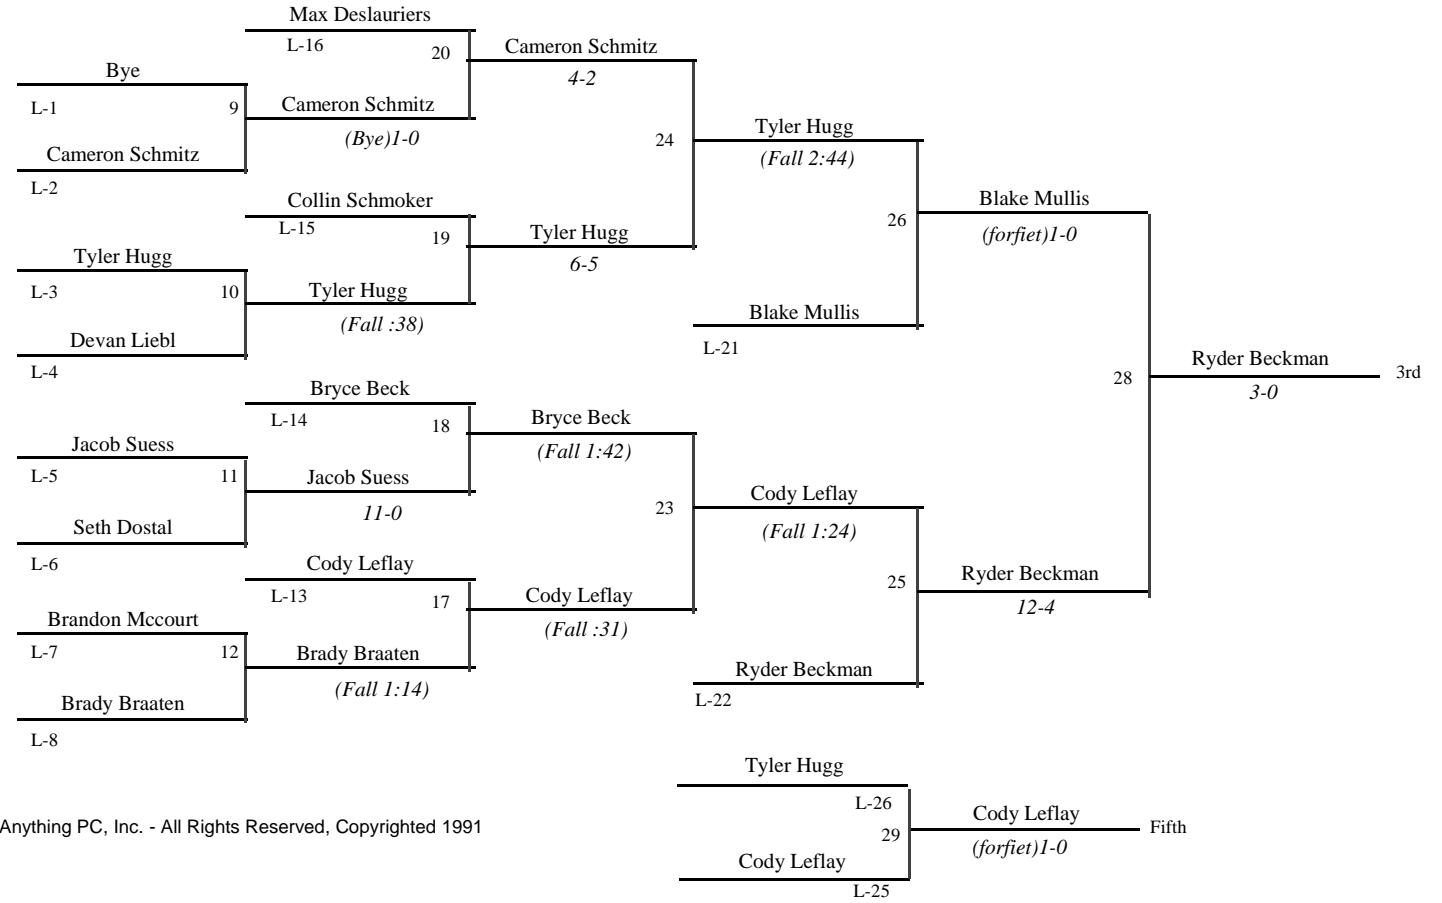 Max Deslauriers
L-16
20
Cameron Schmitz
4-2
Bye
L-1
9
Cameron Schmitz
(Bye)1-0
Cameron Schmitz
L-2
24
Tyler Hugg
(Fall 2:44)
Collin Schmoker
L-15
19
Tyler Hugg
6-5
26
Blake Mullis
(forfiet)1-0
Tyler Hugg
L-3
10
Tyler Hugg
(Fall :38)
Devan Liebl
L-4
Blake Mullis
L-21
28
Ryder Beckman
3-0
3rd
Bryce Beck
L-14
18
Bryce Beck
(Fall 1:42)
Jacob Suess
L-5
11
Jacob Suess
11-0
Seth Dostal
L-6
23
Cody Leflay
(Fall 1:24)
Cody Leflay
L-13
17
Cody Leflay
(Fall :31)
25
Ryder Beckman
12-4
Brandon Mccourt
L-7
12
Brady Braaten
(Fall 1:14)
Brady Braaten
L-8
Ryder Beckman
L-22
Tyler Hugg
L-26
29
Cody Leflay
(forfiet)1-0
Fifth
Cody Leflay
L-25
Anything PC, Inc. - All Rights Reserved, Copyrighted 1991